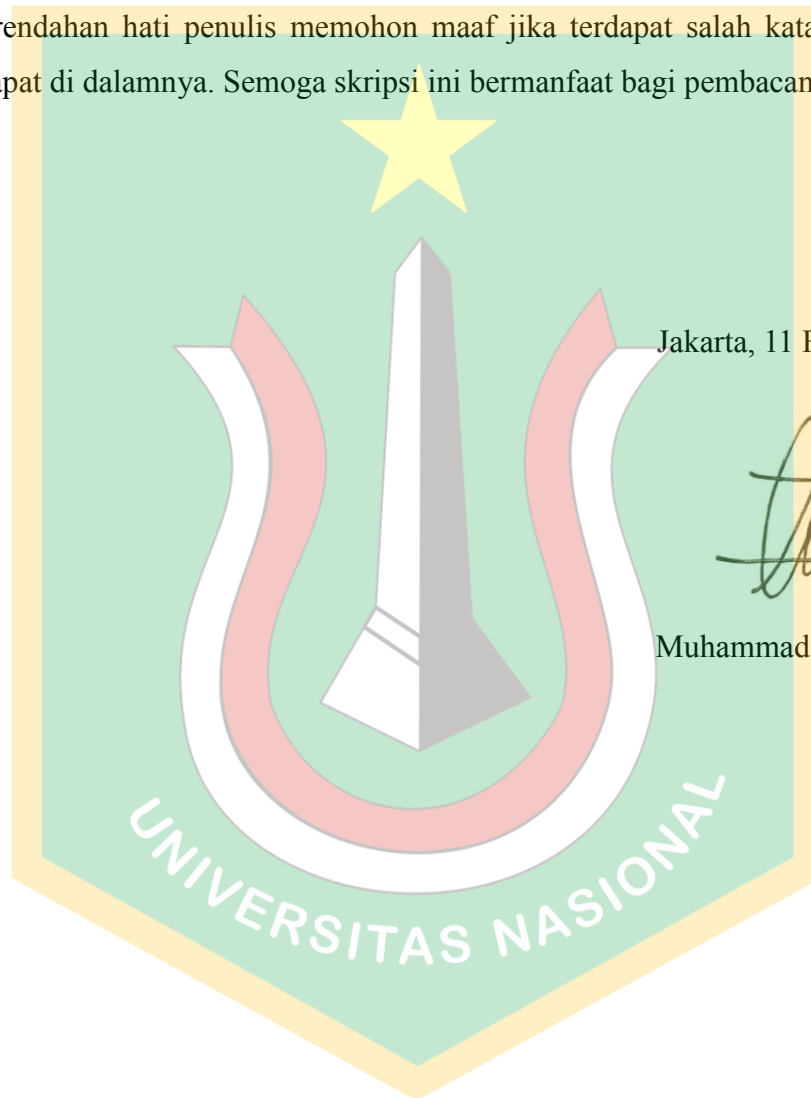 rendahan hati penulis memohon maaf jika terdapat salah kata
apat di dalamnya. Semoga skripsi ini bermanfaat bagi pembacan
Jakarta, 11
Muhammad
UNIVERSITAS NASIONAL